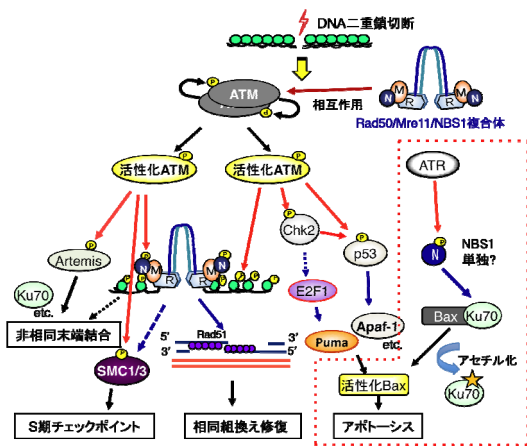 DNA二重鎖切断
P
ATM
P
相互作用
N
M
R
R
M
N
Rad50/Mre11/NBS1複合体
P
活性化ATM
P
活性化ATM
ATR
P
Chk2
P
p53
P
N
NBS1
単独?
P
Artemis
P
N
M
R
R
M
N
P
P
P
P
P
Ku70
etc.
E2F1
Bax
Ku70
非相同末端結合
Rad51
5’
3’
5’
3’
Puma
Apaf-1
etc.
アセチル化
Ku70
P
SMC1/3
活性化Bax
S期チェックポイント
相同組換え修復
アポトーシス